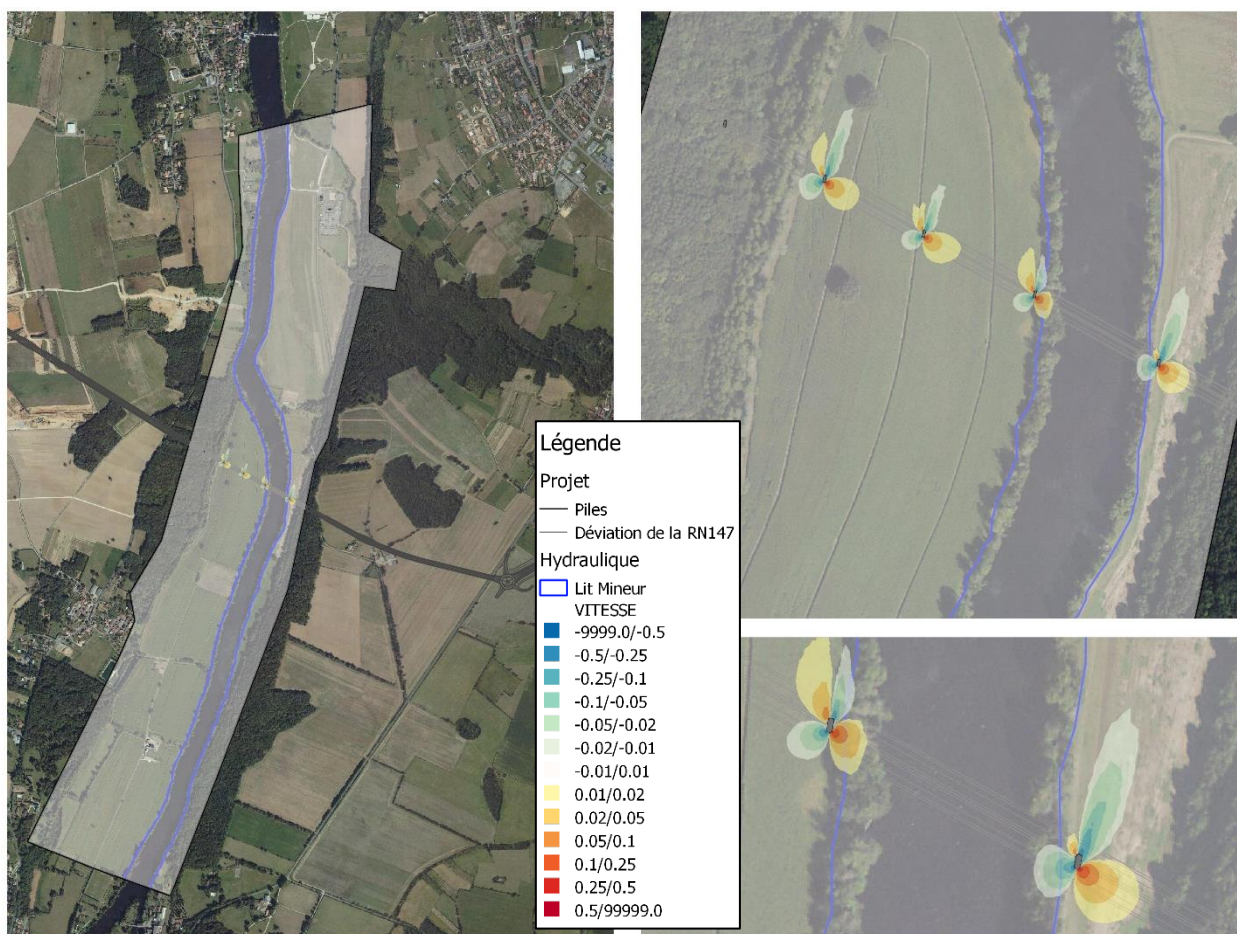 Légende
Projet
Piles
Déviation de la RN147
Hydraulique
Lit Mineur
VITESSE
-9999.0/-0.5
-0.5/-0.25
-0.25/-0.1
-0.1/-0.05
-0.05/-0.02
-0.02/-0.01
-0.01/0.01
0.01/0.02
0.02/0.05
0.05/0.1
0.1/0.25
0.25/0.5
0.5/99999.0